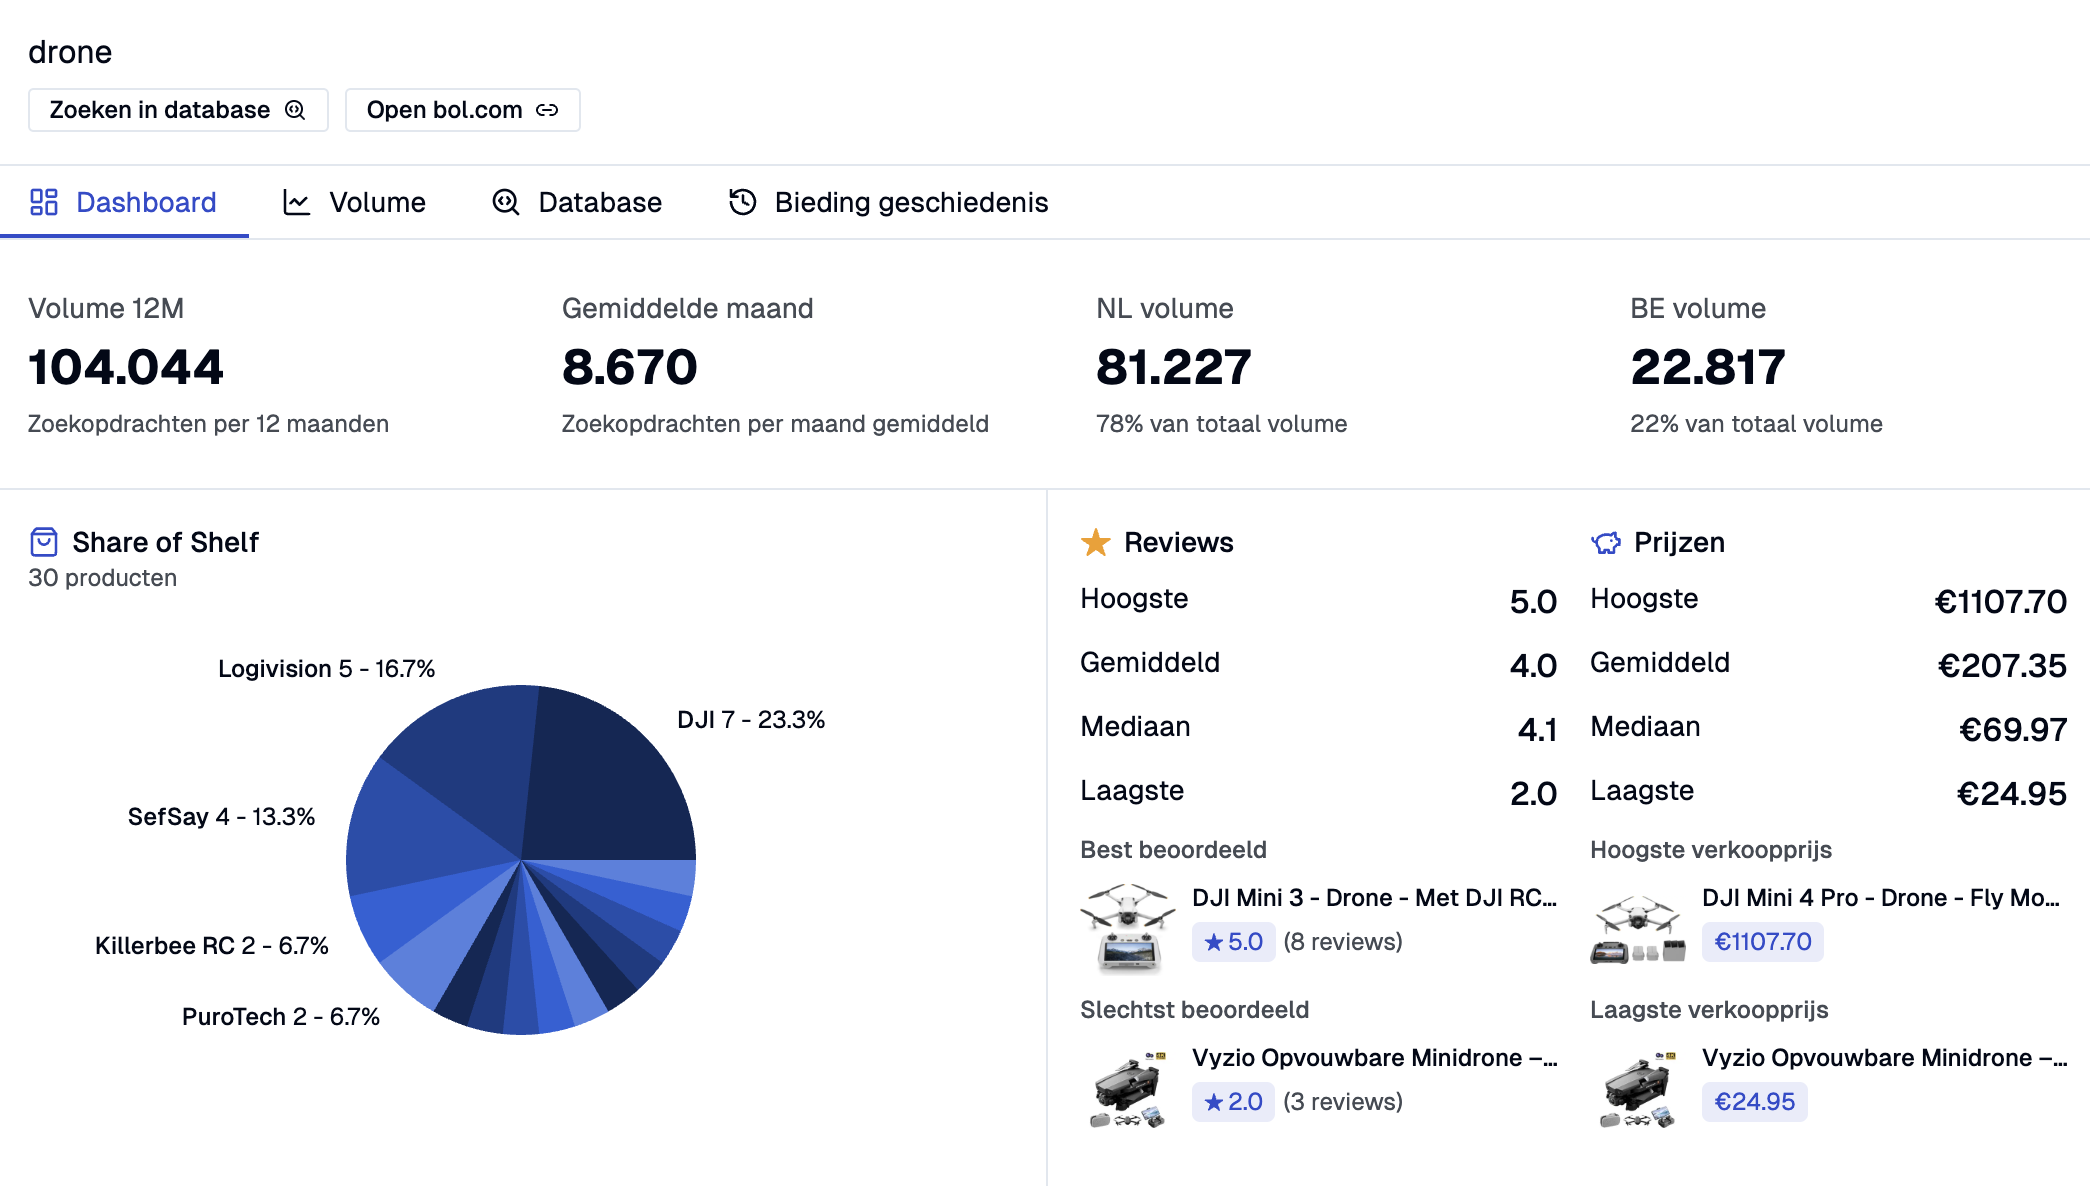 drone
Zoeken in database
Open bol.com
Dashboard
Volume
Database
Bieding geschiedenis
Volume 12M
104.044
Zoekopdrachten per 12 maanden
Gemiddelde maand
8.670
Zoekopdrachten per maand gemiddeld
NL volume
81.227
78% van totaal volume
BE volume
22.817
22% van totaal volume
Share of Shelf
30 producten
Logivision 5 - 16.7%
DJI 7 - 23.3%
SefSay 4 - 13.3%
Killerbee RC 2 - 6.7%
PuroTech 2 - 6.7%
Reviews
Hoogste 5.0
Gemiddeld 4.0
Mediaan 4.1
Laagste 2.0
Best beoordeeld
DJI Mini 3 - Drone - Met DJI RC...
★ 5.0 (8 reviews)
Slechtst beoordeeld
Vyzio Opvouwbare Minidrone –...
★ 2.0 (3 reviews)
Prijzen
Hoogste €1107.70
Gemiddeld €207.35
Mediaan €69.97
Laagste €24.95
Hoogste verkoopprijs
DJI Mini 4 Pro - Drone - Fly Mo...
€1107.70
Laagste verkoopprijs
Vyzio Opvouwbare Minidrone –...
€24.95